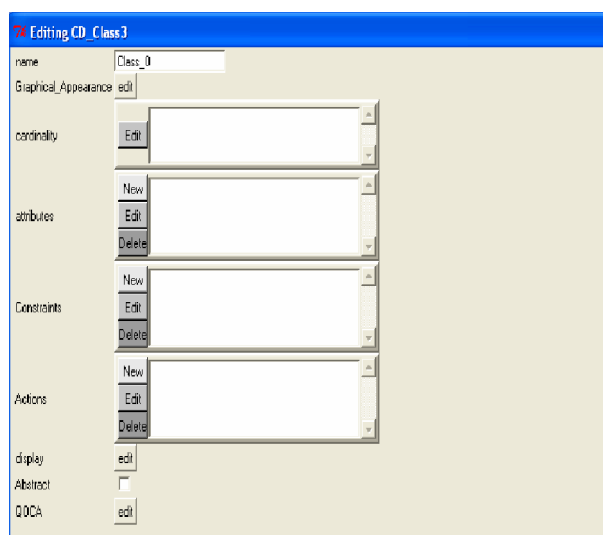 Editing CD_Class3
name Class_0
Graphical_Appearance edit
cardinality Edit
New
attributes Edit
Delete
New
Constraints Edit
Delete
New
Actions Edit
Delete
display edit
Abstract
QOCA edit